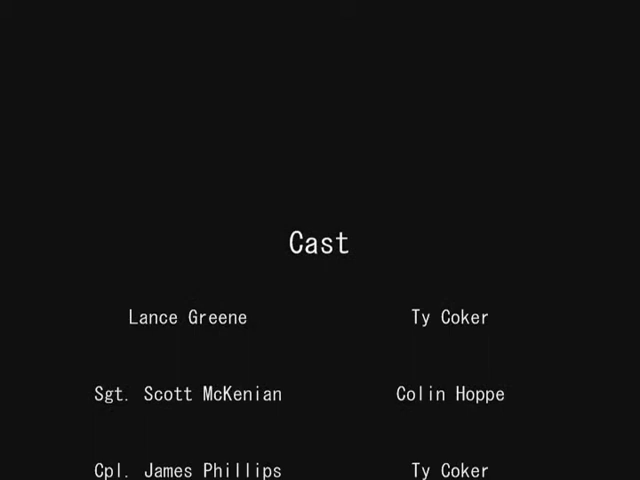 Cast
Lance Greene Ty Coker
Sgt. Scott McKenian Colin Hoppe
Cpl. James Phillips Ty Coker